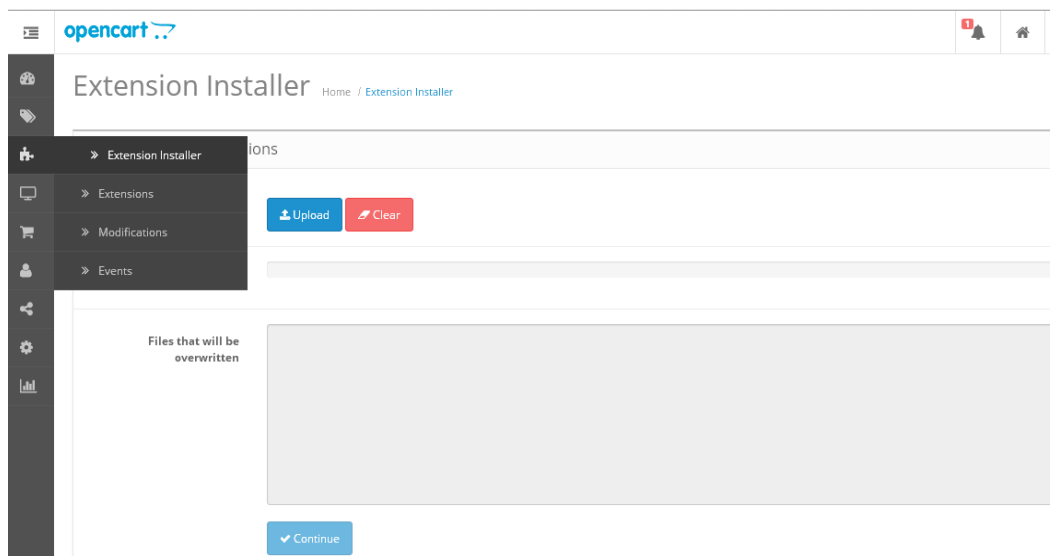 opencart
1
Extension Installer
Home / Extension Installer
» Extension Installer
ions
» Extensions
Upload
Clear
» Modifications
» Events
Files that will be
overwritten
Continue